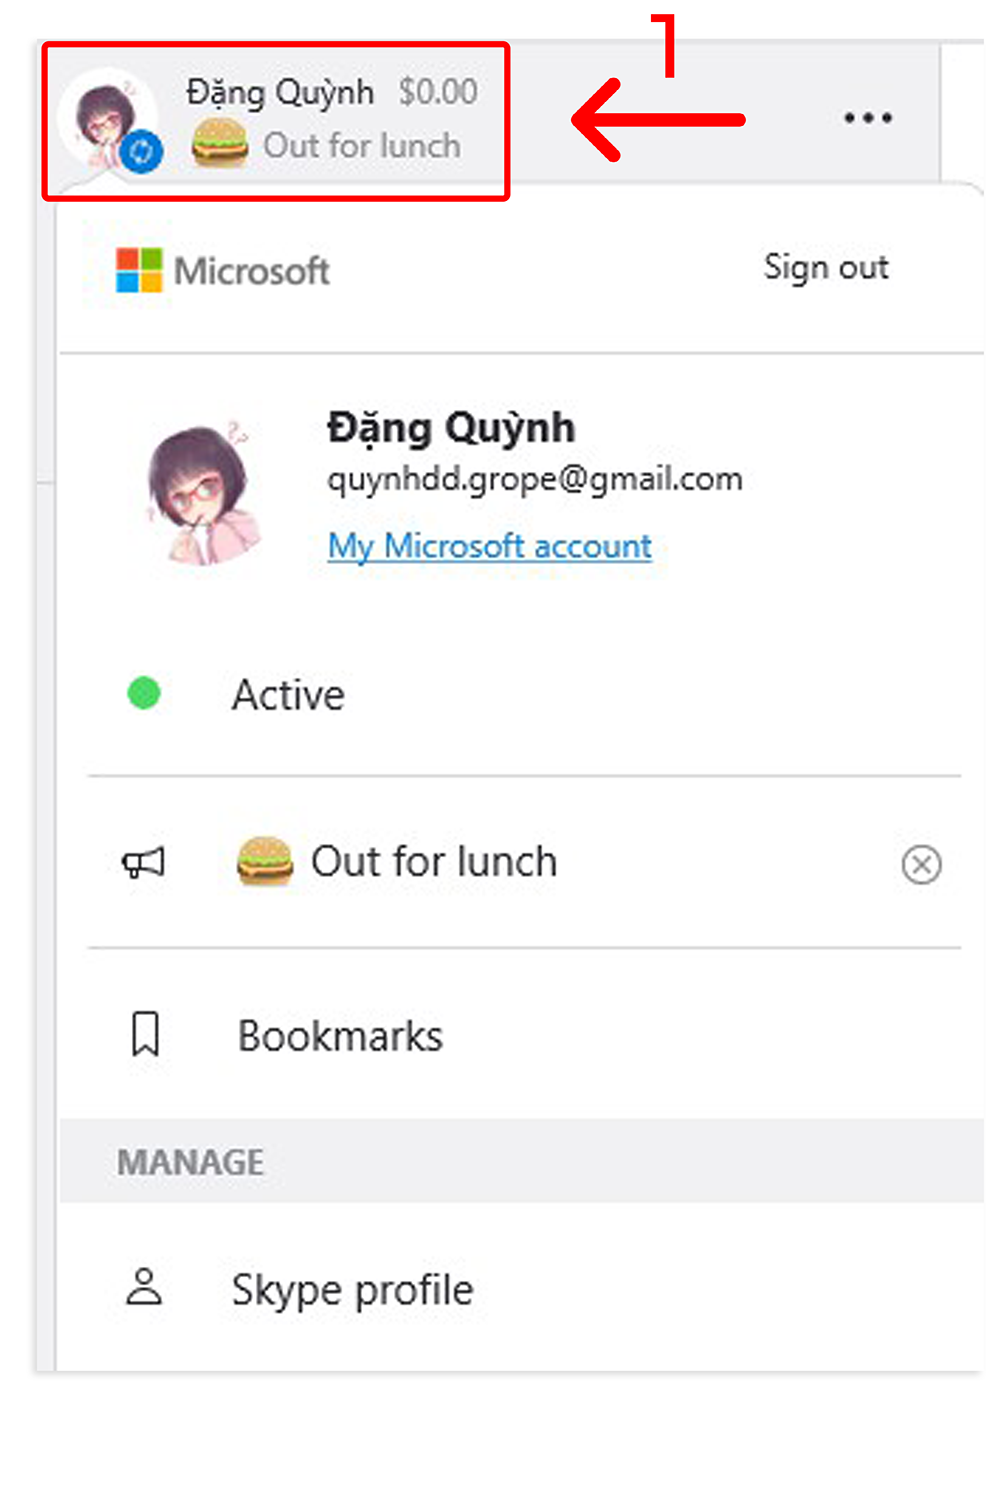 1
Đặng Quỳnh $0.00
Out for lunch
Microsoft
Sign out
Đặng Quỳnh
quynhdd.grope@gmail.com
My Microsoft account
Active
Out for lunch
Bookmarks
MANAGE
Skype profile